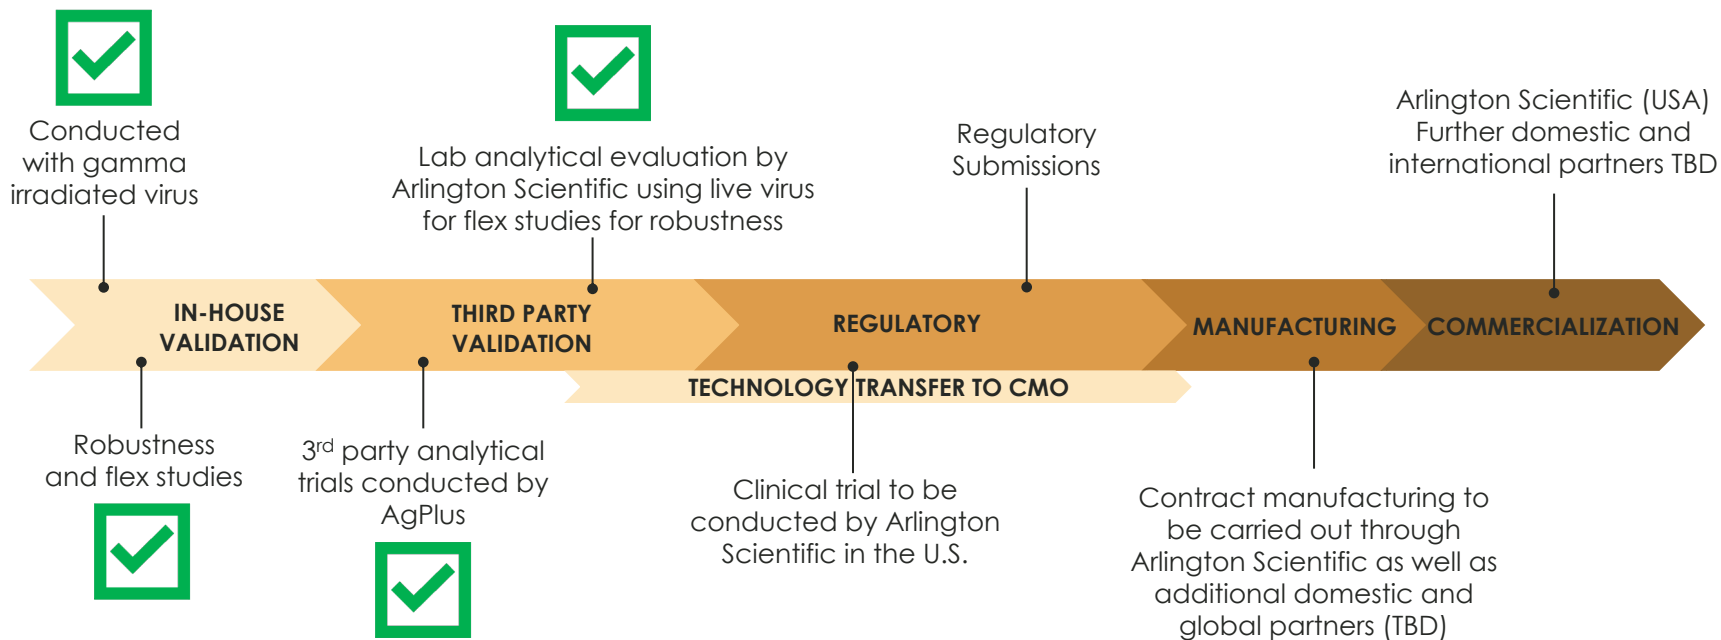 Conducted
with gamma
irradiated virus
Lab analytical evaluation by
Arlington Scientific using live virus
for flex studies for robustness
Regulatory
Submissions
Arlington Scientific (USA)
Further domestic and
international partners TBD
IN-HOUSE
VALIDATION
THIRD PARTY
VALIDATION
REGULATORY
MANUFACTURING
COMMERCIALIZATION
TECHNOLOGY TRANSFER TO CMO
Robustness
and flex studies
3rd party analytical
trials conducted by
AgPlus
Clinical trial to be
conducted by Arlington
Scientific in the U.S.
Contract manufacturing to
be carried out through
Arlington Scientific as well as
additional domestic and
global partners (TBD)